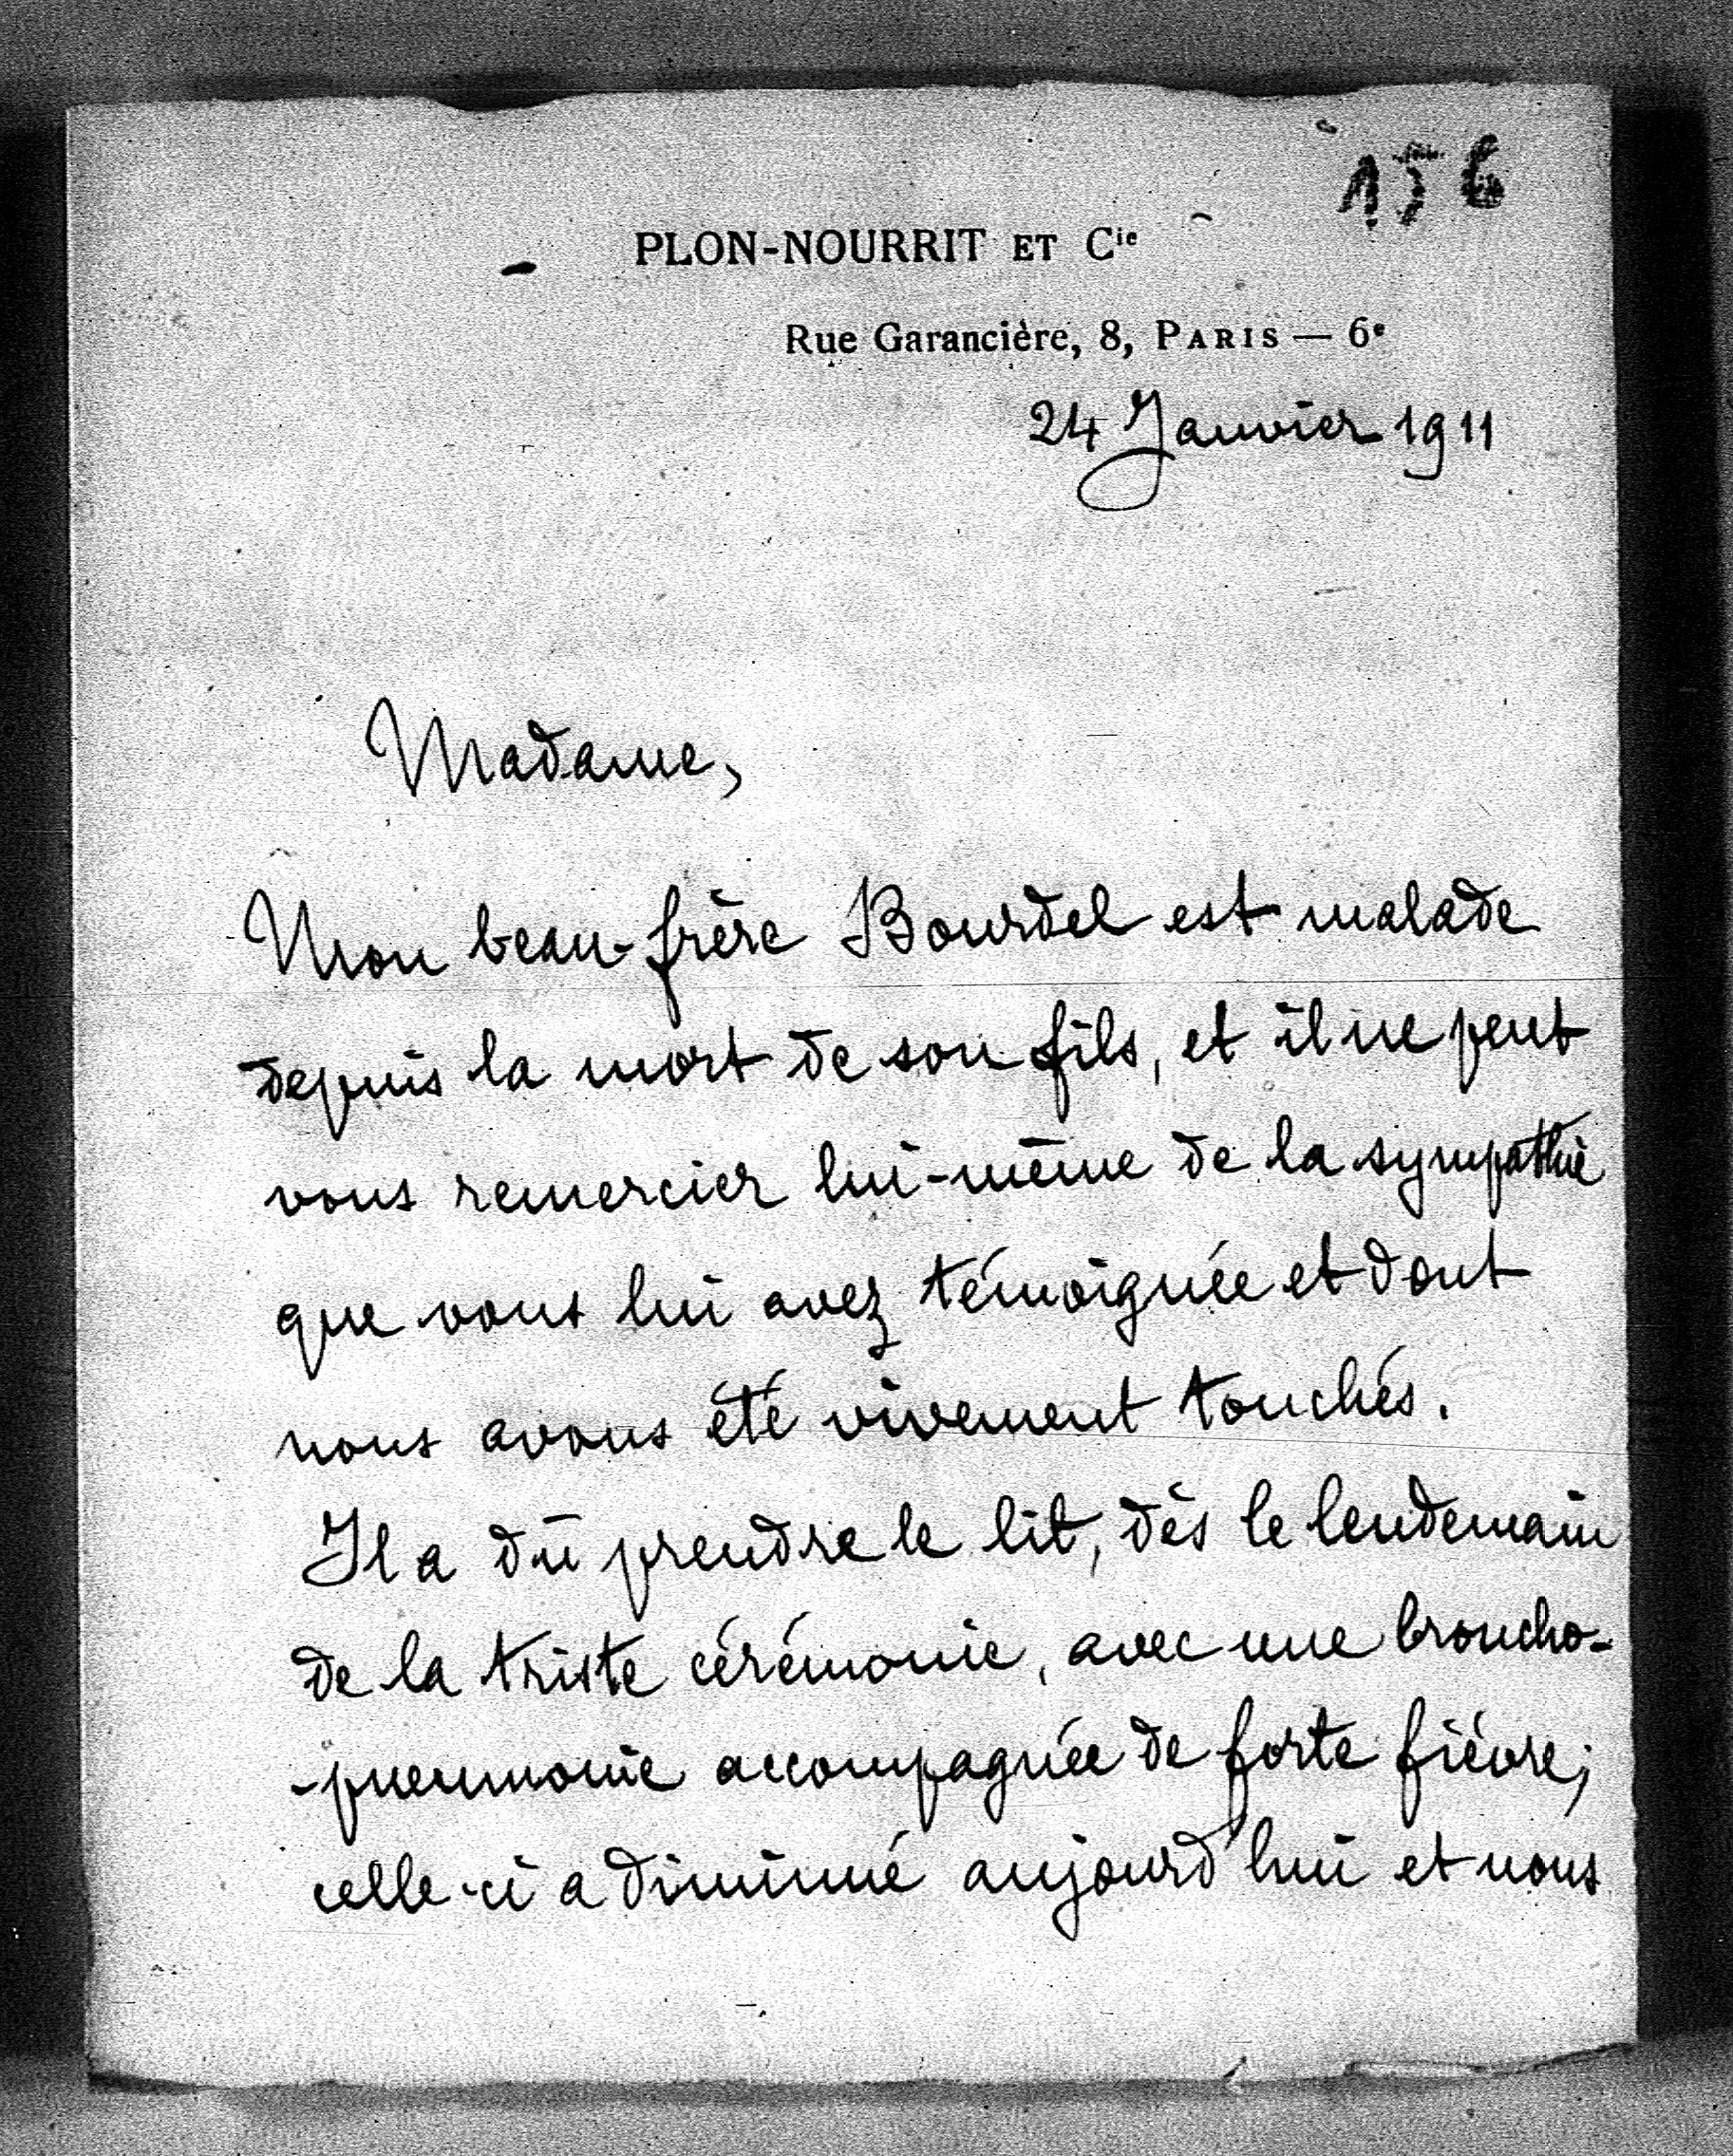 156
PLON-NOURRIT ET Cie
Rue Garancière, 8, PARIS — 6e
24 Janvier 1911
Madame,
Mon beau-frère Bourdel est malade
depuis la mort de son fils, et il ne peut
vous remercier lui-même de la sympathie
que vous lui avez témoignée et dont
nous avons été vivement touchés.
Il a dû prendre le lit, dès le lendemain
de la triste cérémonie, avec une broncho-
-pneumonie accompagnée de forte fièvre;
celle-ci a diminué aujourd'hui et nous